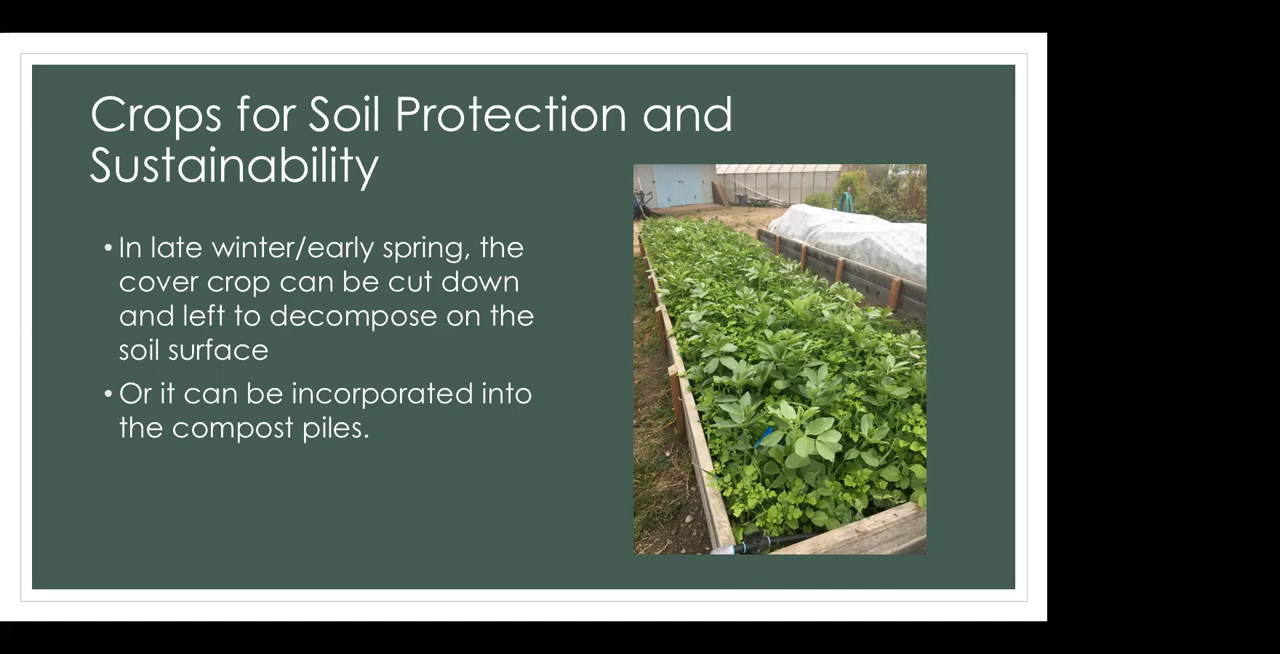 Crops for Soil Protection and
Sustainability
• In late winter/early spring, the
cover crop can be cut down
and left to decompose on the
soil surface
• Or it can be incorporated into
the compost piles.